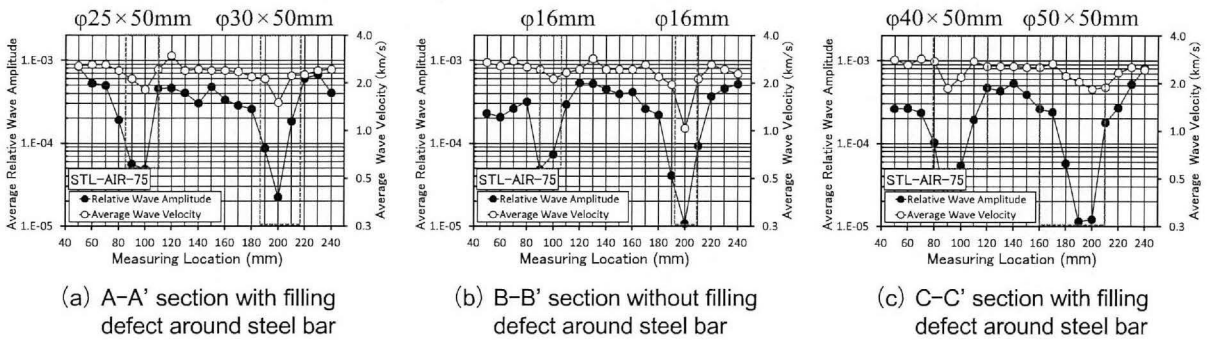 φ25×50mm φ30×50mm
Average Relative Wave Amplitude
1.E-03
1.E-04
1.E-05
4.0
3.0
2.0
1.0
0.5
0.3
Average Wave Velocity (km/s)
STL-AIR-75
Relative Wave Amplitude
Average Wave Velocity
40 60 80 100 120 140 160 180 200 220 240
Measuring Location (mm)
(a) A-A' section with filling
defect around steel bar
φ16mm φ16mm
Average Relative Wave Amplitude
1.E-03
1.E-04
1.E-05
4.0
3.0
2.0
1.0
0.5
0.3
Average Wave Velocity (km/s)
STL-AIR-75
Relative Wave Amplitude
Average Wave Velocity
40 60 80 100 120 140 160 180 200 220 240
Measuring Location (mm)
(b) B-B' section without filling
defect around steel bar
φ40×50mm φ50×50mm
Average Relative Wave Amplitude
1.E-03
1.E-04
1.E-05
4.0
3.0
2.0
1.0
0.5
0.3
Average Wave Velocity (km/s)
STL-AIR-75
Relative Wave Amplitude
Average Wave Velocity
40 60 80 100 120 140 160 180 200 220 240
Measuring Location (mm)
(c) C-C' section with filling
defect around steel bar